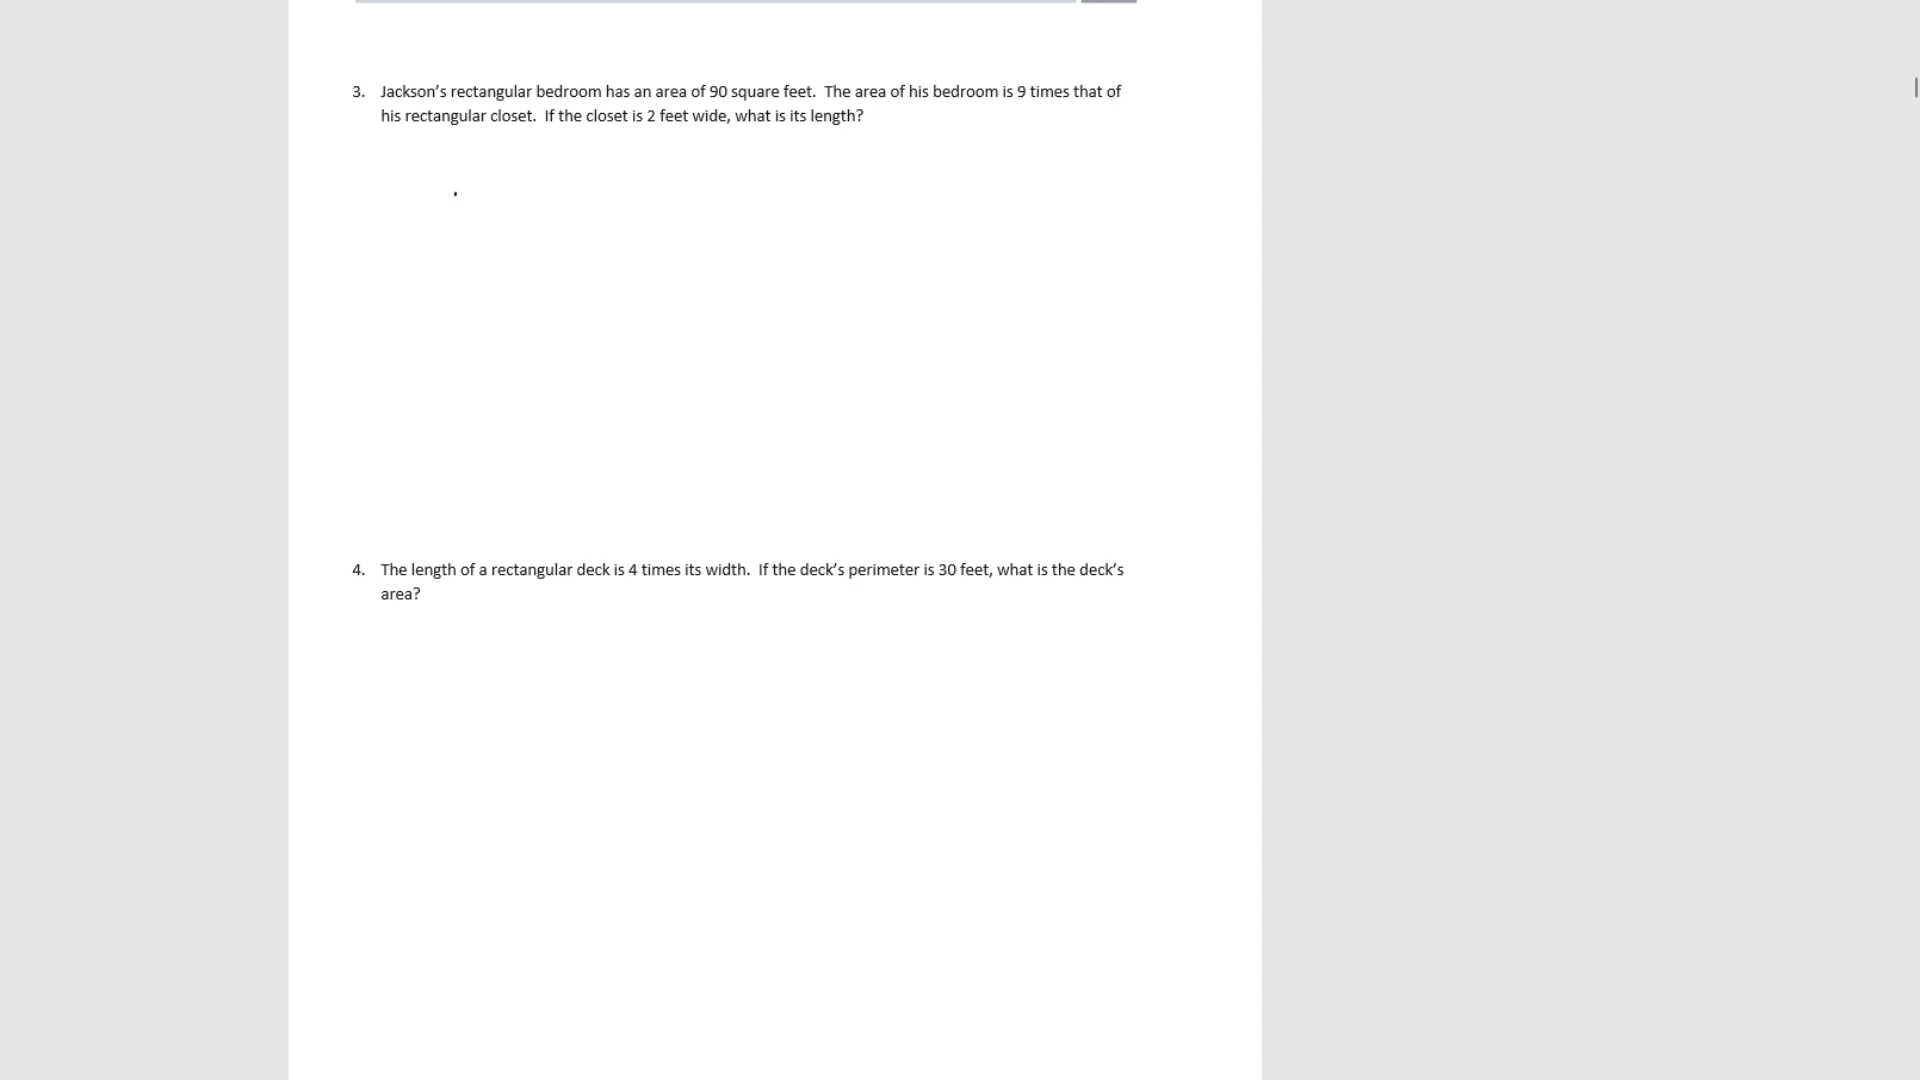 3. Jackson’s rectangular bedroom has an area of 90 square feet.  The area of his bedroom is 9 times that of
his rectangular closet.  If the closet is 2 feet wide, what is its length?
4. The length of a rectangular deck is 4 times its width.  If the deck’s perimeter is 30 feet, what is the deck’s
area?